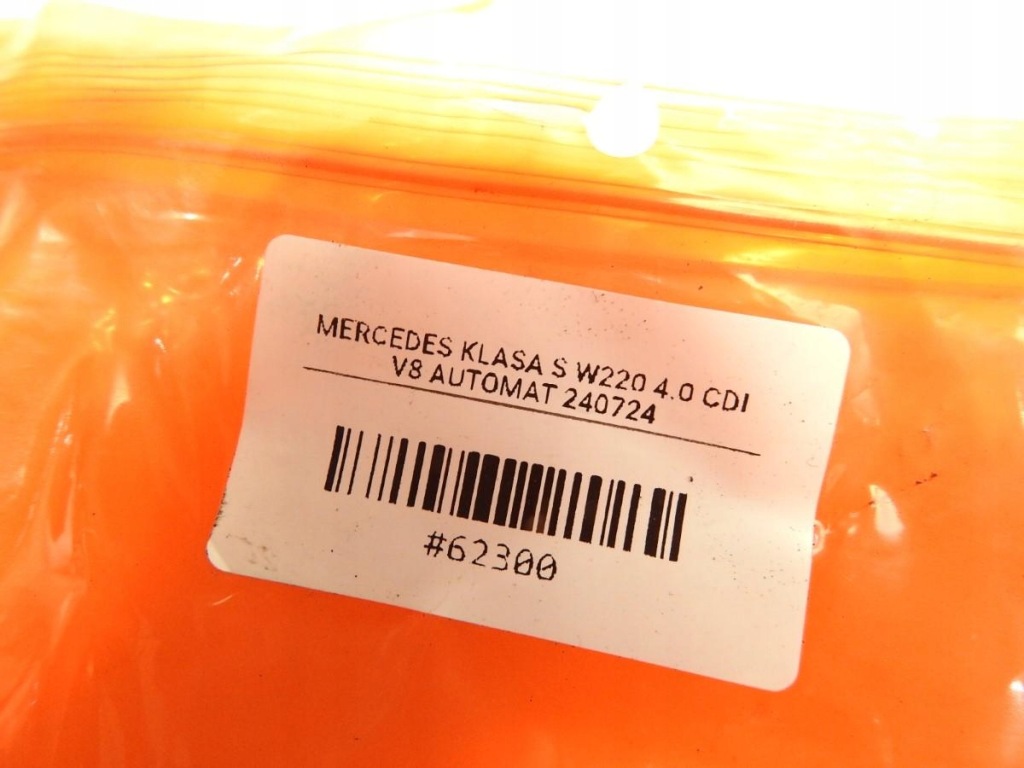 MERCEDES KLASA S W220 4.0 CDI
V8 AUTOMAT 240724
#62300